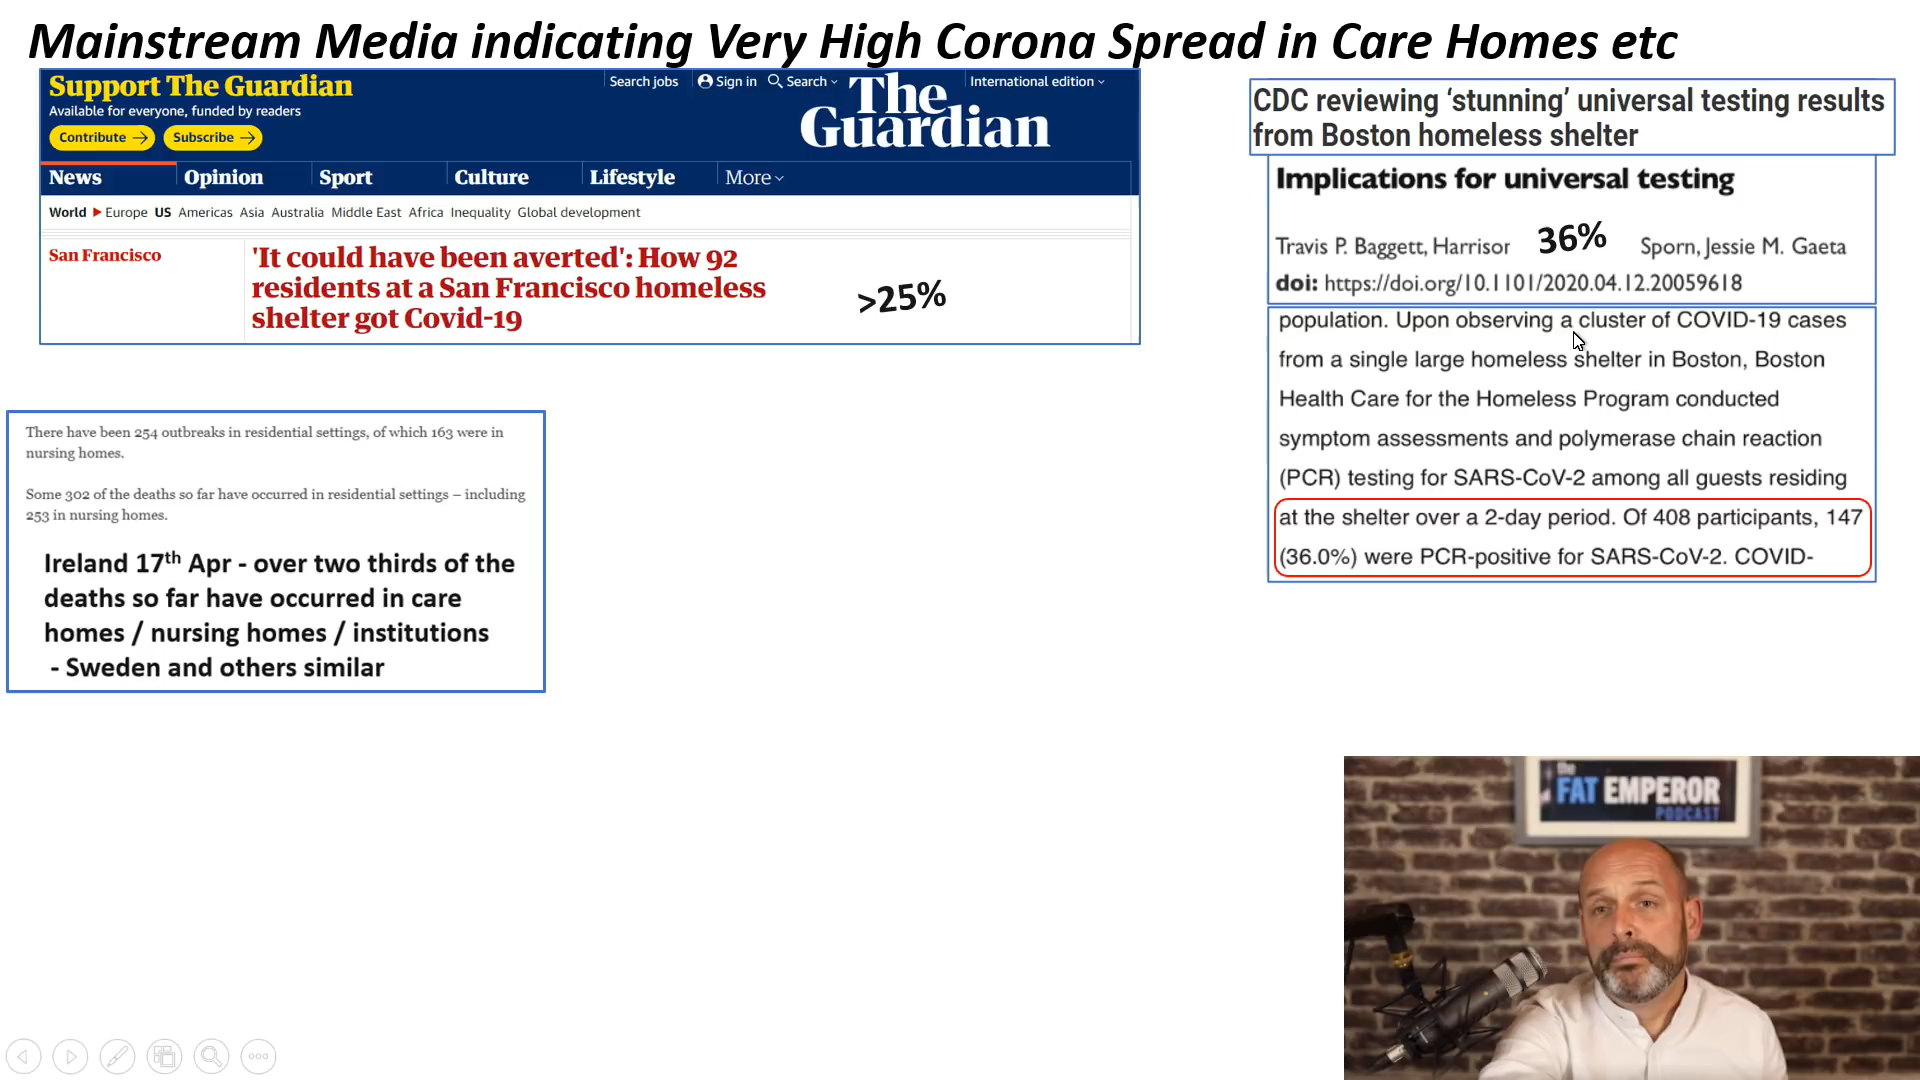 Mainstream Media indicating Very High Corona Spread in Care Homes etc
Support The Guardian
Available for everyone, funded by readers
Contribute →
Subscribe →
Search jobs
Sign in
Search
International edition
The
Guardian
News
Opinion
Sport
Culture
Lifestyle
More
World ▶ Europe US Americas Asia Australia Middle East Africa Inequality Global development
San Francisco
'It could have been averted': How 92
residents at a San Francisco homeless
shelter got Covid-19
>25%
CDC reviewing ‘stunning’ universal testing results
from Boston homeless shelter
Implications for universal testing
Travis P. Baggett, Harrisor 36% Sporn, Jessie M. Gaeta
doi: https://doi.org/10.1101/2020.04.12.20059618
population. Upon observing a cluster of COVID-19 cases
from a single large homeless shelter in Boston, Boston
Health Care for the Homeless Program conducted
symptom assessments and polymerase chain reaction
(PCR) testing for SARS-CoV-2 among all guests residing
at the shelter over a 2-day period. Of 408 participants, 147
(36.0%) were PCR-positive for SARS-CoV-2. COVID-
There have been 254 outbreaks in residential settings, of which 163 were in
nursing homes.
Some 302 of the deaths so far have occurred in residential settings – including
253 in nursing homes.
Ireland 17th Apr - over two thirds of the
deaths so far have occurred in care
homes / nursing homes / institutions
- Sweden and others similar
the
FAT EMPEROR
PODCAST